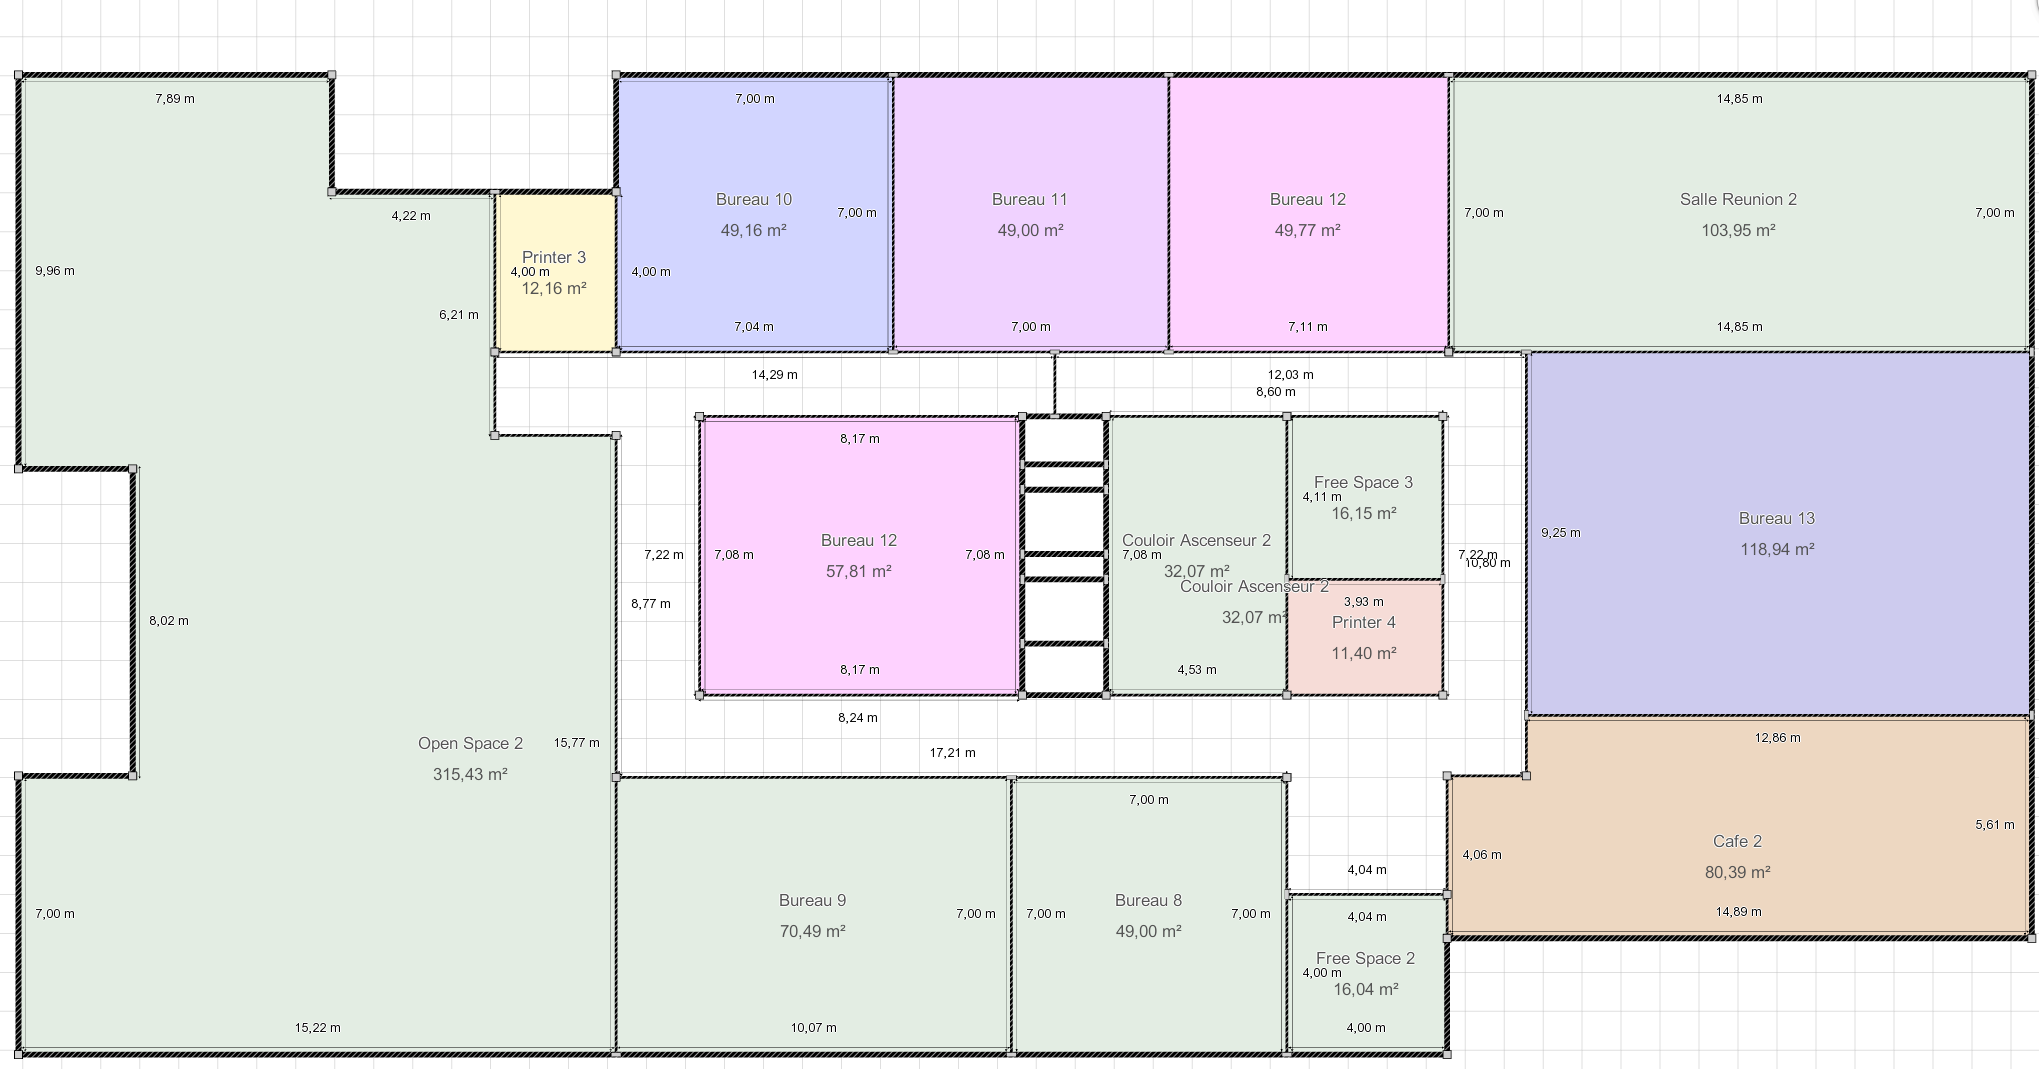 7,89 m
7,00 m
14,85 m
4,22 m
Bureau 10
49,16 m²
7,00 m
Bureau 11
49,00 m²
Bureau 12
49,77 m²
7,00 m
Salle Reunion 2
103,95 m²
7,00 m
9,96 m
Printer 3
4,00 m
12,16 m²
4,00 m
6,21 m
7,04 m
7,00 m
7,11 m
14,85 m
14,29 m
12,03 m
8,60 m
8,17 m
Free Space 3
4,11 m
16,15 m²
Bureau 13
118,94 m²
9,25 m
Bureau 12
57,81 m²
7,22 m
7,08 m
7,08 m
Couloir Ascenseur 2
7,08 m
32,07 m²
Couloir Ascenseur 2
32,07 m²
7,22 m
10,80 m
8,77 m
3,93 m
Printer 4
11,40 m²
8,02 m
8,17 m
4,53 m
8,24 m
17,21 m
12,86 m
Open Space 2
315,43 m²
15,77 m
7,00 m
5,61 m
Cafe 2
80,39 m²
4,06 m
14,89 m
4,04 m
7,00 m
Bureau 9
70,49 m²
7,00 m
7,00 m
Bureau 8
49,00 m²
7,00 m
4,04 m
Free Space 2
4,00 m
16,04 m²
15,22 m
10,07 m
4,00 m